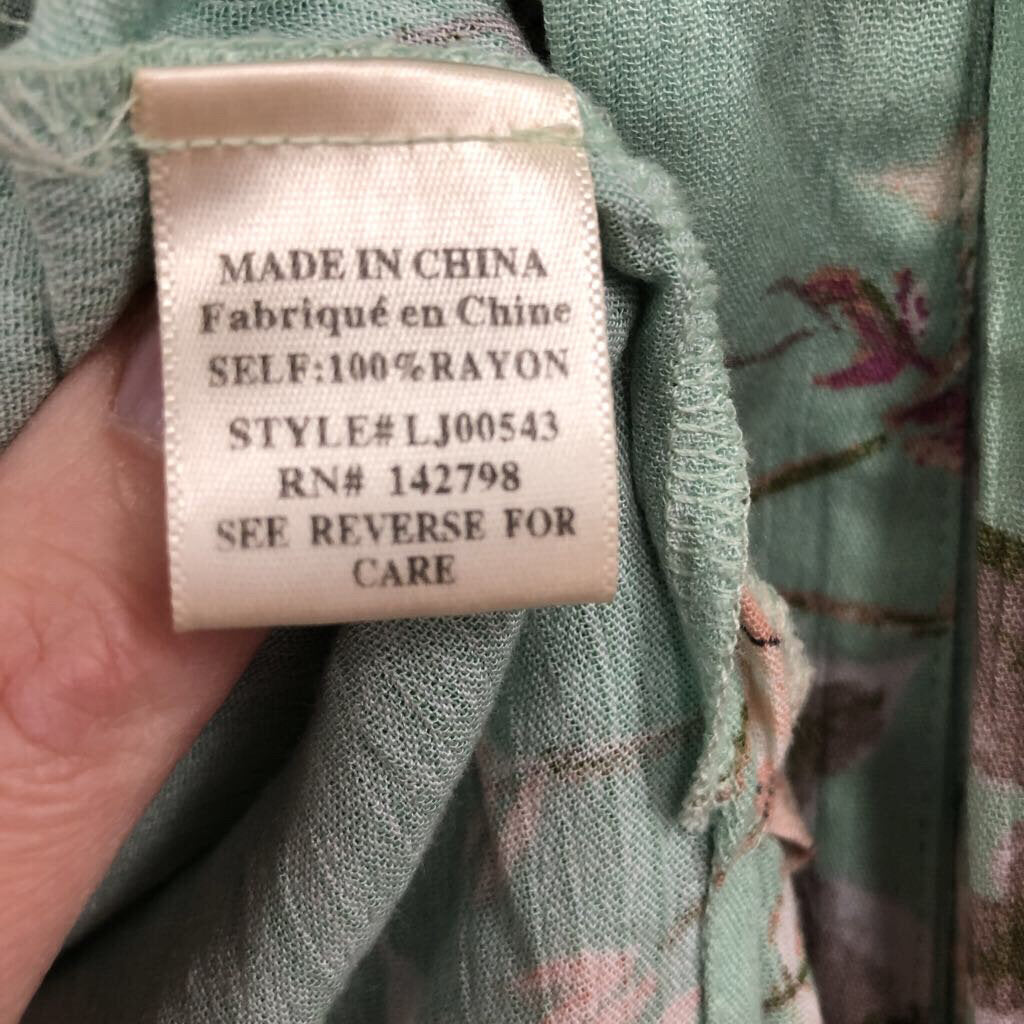 MADE IN CHINA
Fabriqué en Chine
SELF:100%RAYON
STYLE# LJ00543
RN# 142798
SEE REVERSE FOR
CARE